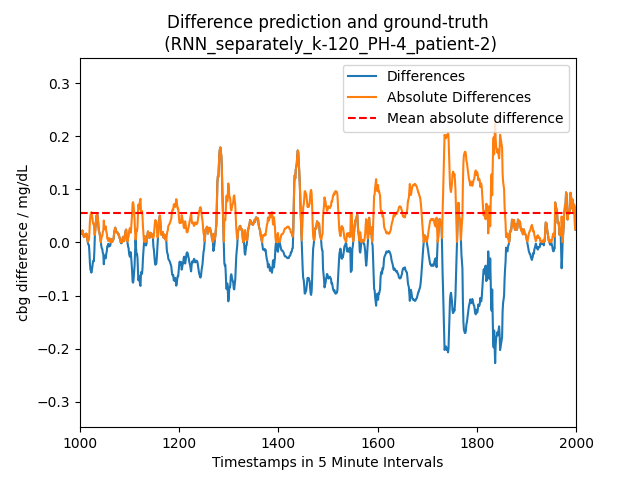 Difference prediction and ground-truth
(RNN_separately_k-120_PH-4_patient-2)
Differences
Absolute Differences
Mean absolute difference
cbg difference / mg/dL
0.3
0.2
0.1
0.0
−0.1
−0.2
−0.3
1000 1200 1400 1600 1800 2000
Timestamps in 5 Minute Intervals